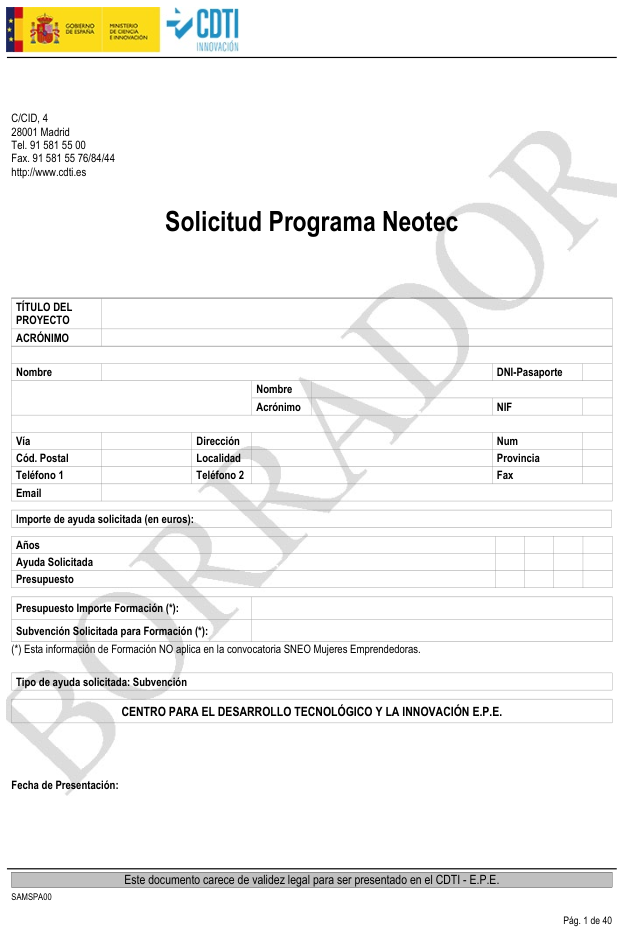 GOBIERNO MINISTERIO
DE ESPAÑA DE CIENCIA
E INNOVACIÓN
CDTI
INNOVACIÓN
C/CID, 4
28001 Madrid
Tel. 91 581 55 00
Fax. 91 581 55 76/84/44
http://www.cdti.es
Solicitud Programa Neotec
TÍTULO DEL
PROYECTO
ACRÓNIMO
Nombre DNI-Pasaporte
Nombre
Acrónimo NIF
Vía Dirección Num
Cód. Postal Localidad Provincia
Teléfono 1 Teléfono 2 Fax
Email
Importe de ayuda solicitada (en euros):
Años
Ayuda Solicitada
Presupuesto
Presupuesto Importe Formación (*):
Subvención Solicitada para Formación (*):
(*) Esta información de Formación NO aplica en la convocatoria SNEO Mujeres Emprendedoras.
Tipo de ayuda solicitada: Subvención
CENTRO PARA EL DESARROLLO TECNOLÓGICO Y LA INNOVACIÓN E.P.E.
Fecha de Presentación:
BORRADOR
Este documento carece de validez legal para ser presentado en el CDTI - E.P.E.
SAMSPA00
Pág. 1 de 40